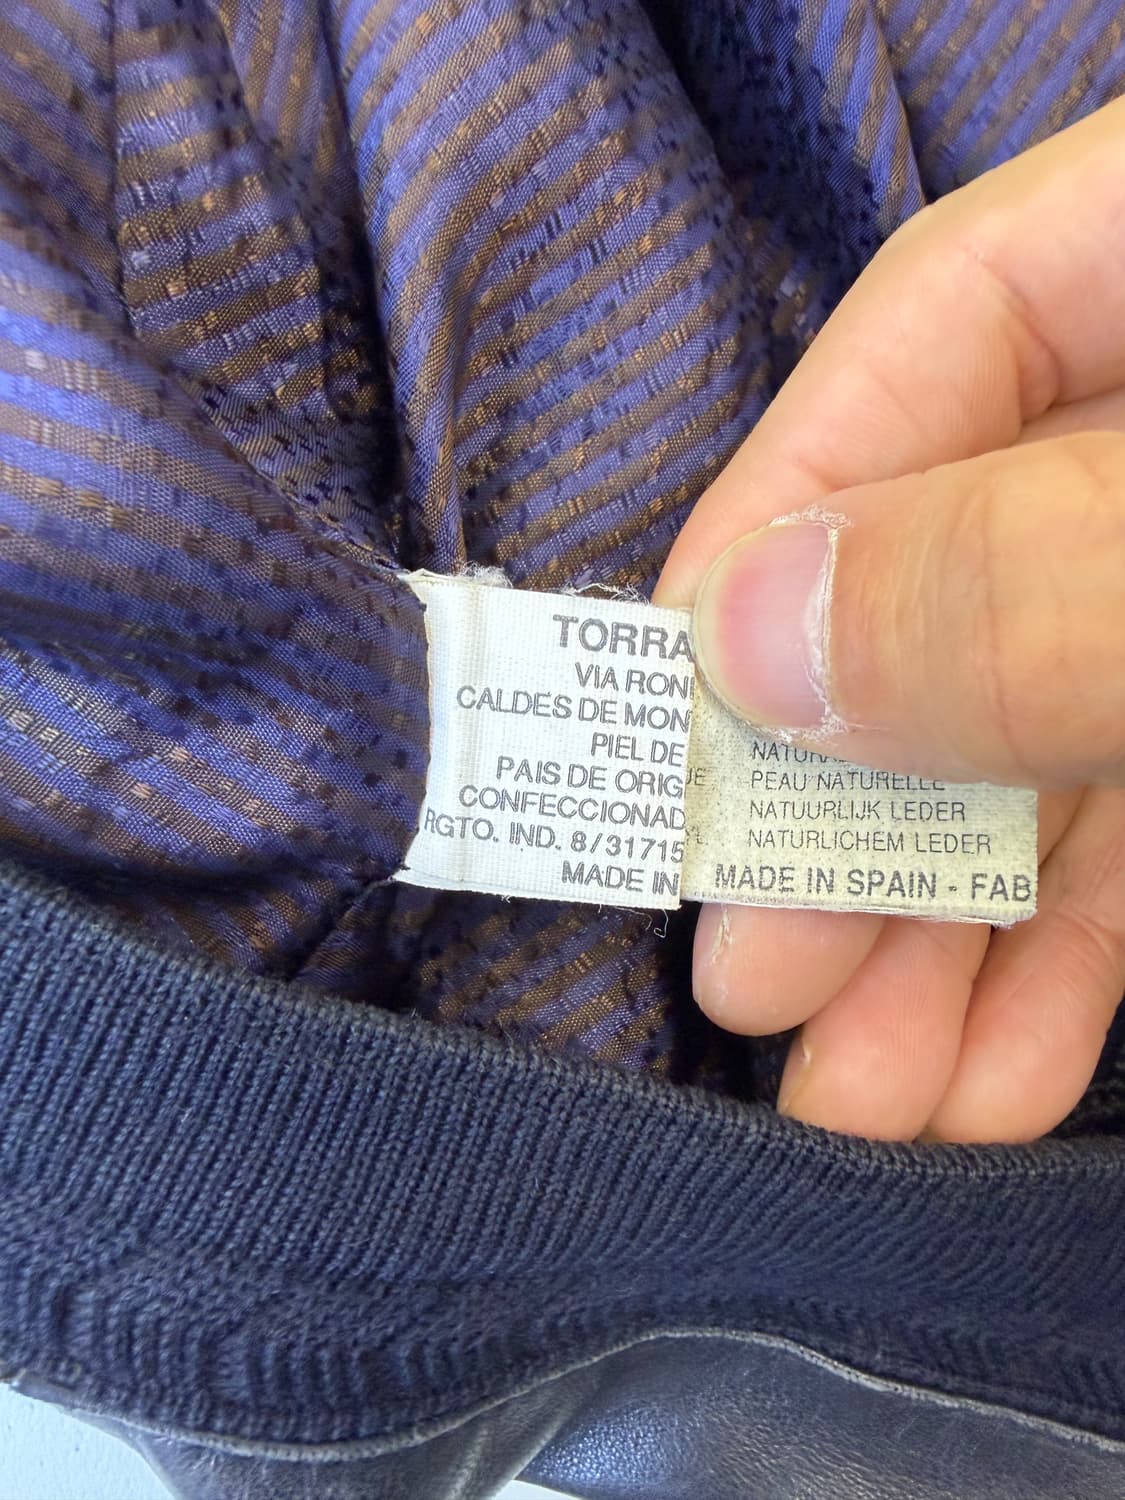 TORRA
VIA RON
CALDES DE MON
PIEL DE
PAIS DE ORIG
CONFECCIONAD
RGTO. IND. 8/31715
MADE IN
PEAU NATURELLE
NATUURLIJK LEDER
NATÜRLICHEM LEDER
MADE IN SPAIN - FAB